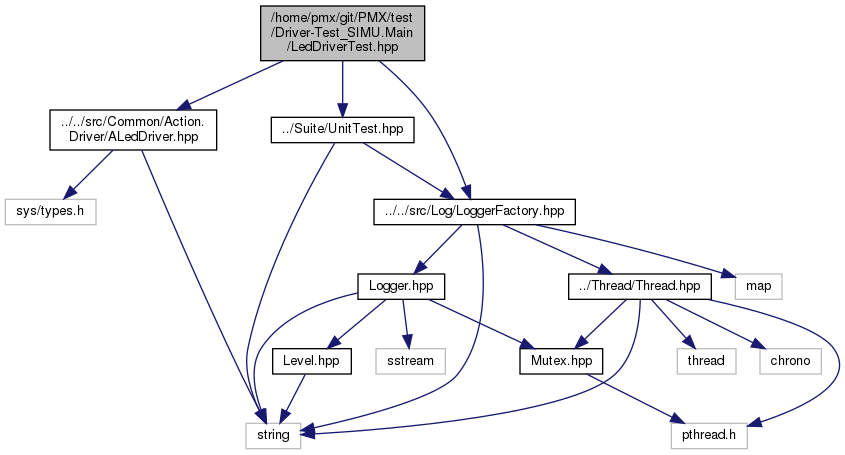 /home/pmx/git/PMX/test
/Driver-Test_SIMU.Main
/LedDriverTest.hpp
../../src/Common/Action.
Driver/ALedDriver.hpp
../Suite/UnitTest.hpp
sys/types.h
../../src/Log/LoggerFactory.hpp
Logger.hpp
../Thread/Thread.hpp
map
Level.hpp
sstream
Mutex.hpp
thread
chrono
string
pthread.h